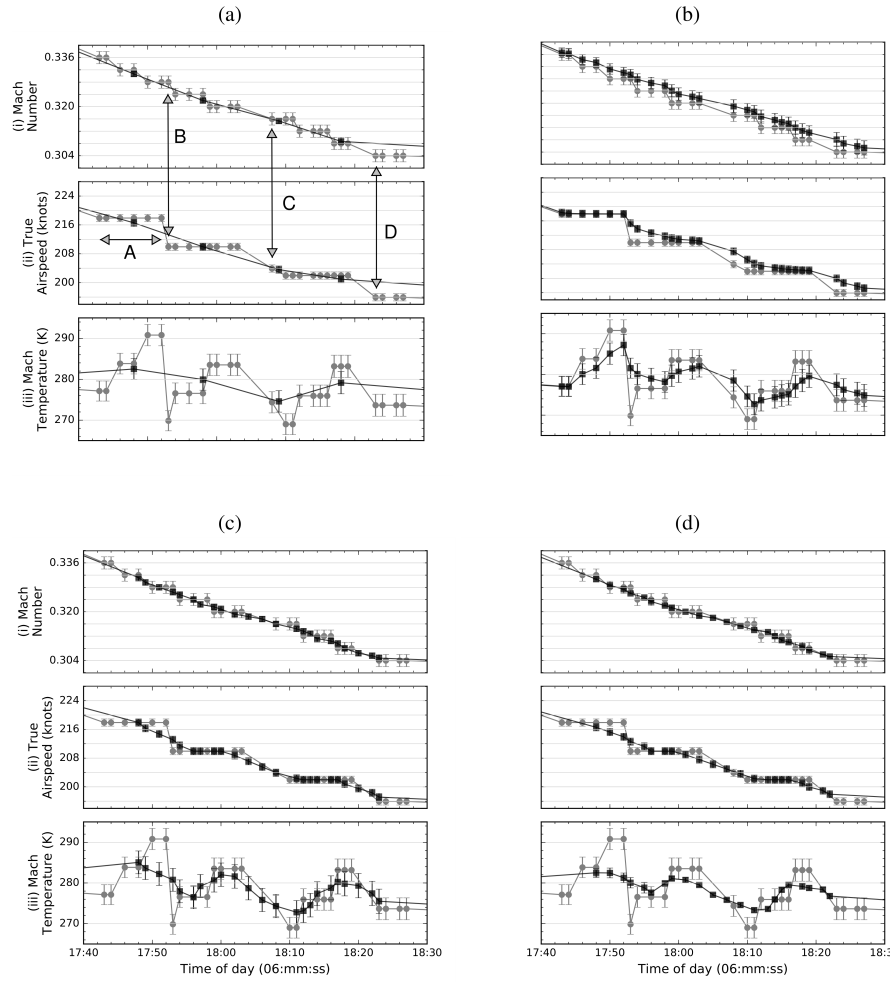 (a)
(b)
(i) Mach
Number
0.336
0.320
0.304
B
(ii) True
Airspeed (knots)
224
216
208
200
A
C
D
(iii) Mach
Temperature (K)
290
280
270
(c)
(d)
(i) Mach
Number
0.336
0.320
0.304
(ii) True
Airspeed (knots)
224
216
208
200
(iii) Mach
Temperature (K)
290
280
270
17:40 17:50 18:00 18:10 18:20 18:30
Time of day (06:mm:ss)
17:40 17:50 18:00 18:10 18:20 18:3
Time of day (06:mm:ss)